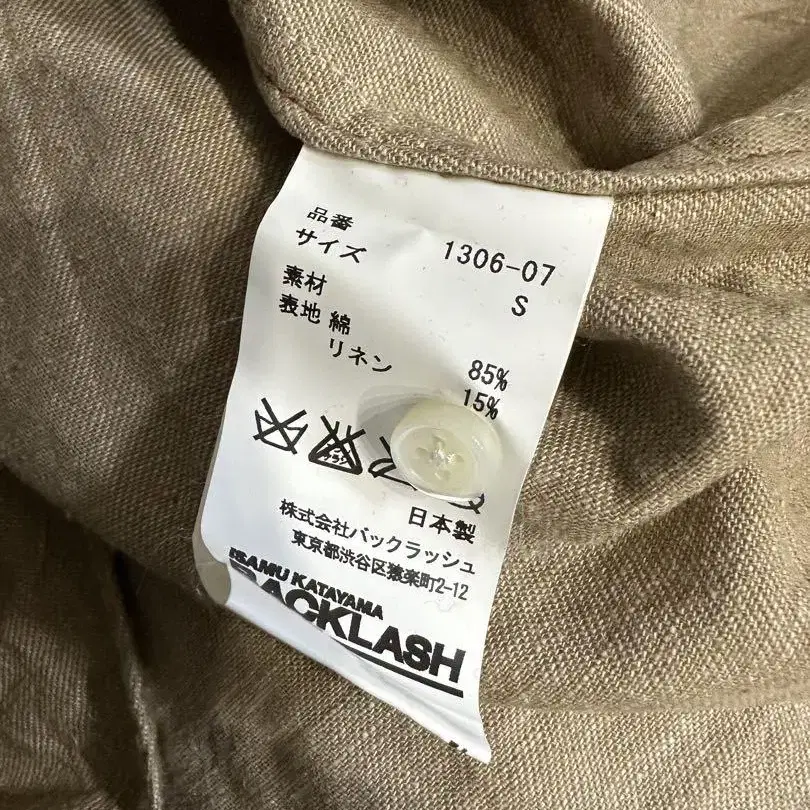 品番 1306-07
サイズ S
素材
表地 綿 85%
リネン 15%
日本製
株式会社バックラッシュ
東京都渋谷区猿楽町2-12
ISAMU KATAYAMA
BACKLASH